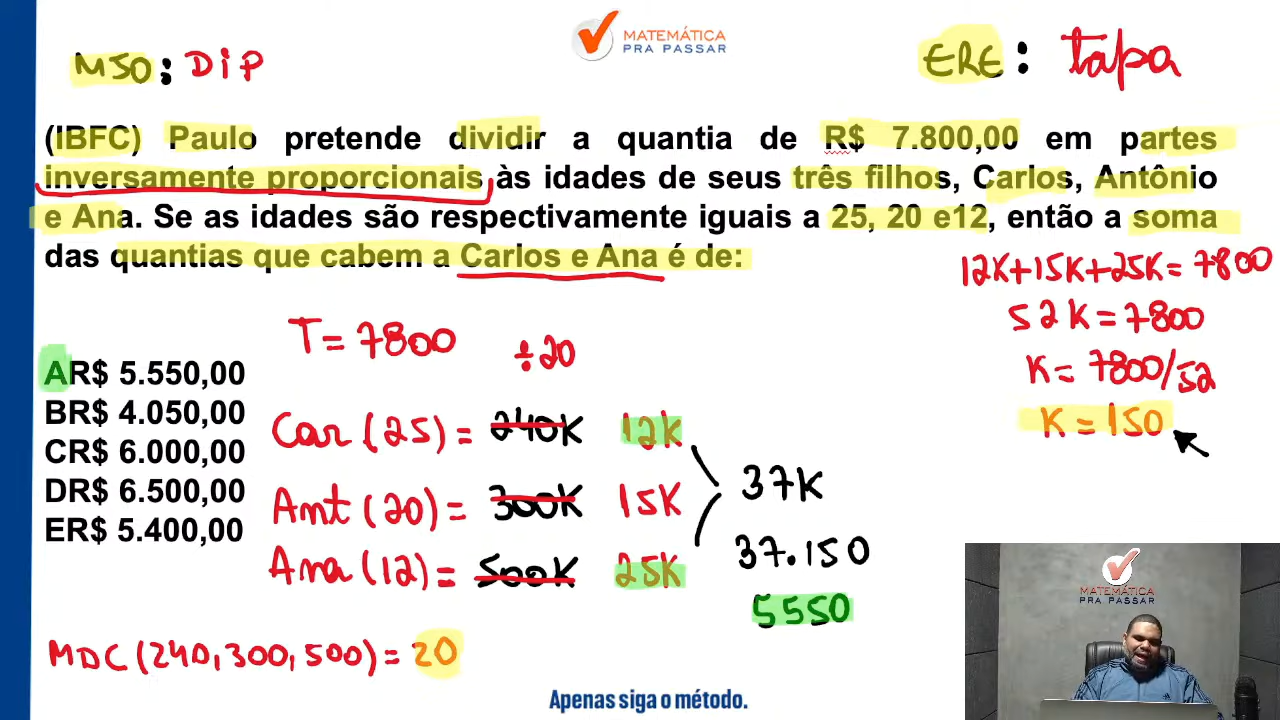 MATEMÁTICA
PRA PASSAR
MJO: DIP
ERE: Tapa
(IBFC) Paulo pretende dividir a quantia de R$ 7.800,00 em partes
inversamente proporcionais às idades de seus três filhos, Carlos, Antônio
e Ana. Se as idades são respectivamente iguais a 25, 20 e12, então a soma
das quantias que cabem a Carlos e Ana é de:
12K+15K+25K=7800
52K=7800
K=7800/52
K=150
T=7800
÷20
AR$ 5.550,00
BR$ 4.050,00
CR$ 6.000,00
DR$ 6.500,00
ER$ 5.400,00
Car(25)= 240K 12K
Ant(20)= 300K 15K
Ana(12)= 500K 25K
37K
37.150
5550
MDC(240,300,500)=20
MATEMÁTICA
PRA PASSAR
Apenas siga o método.